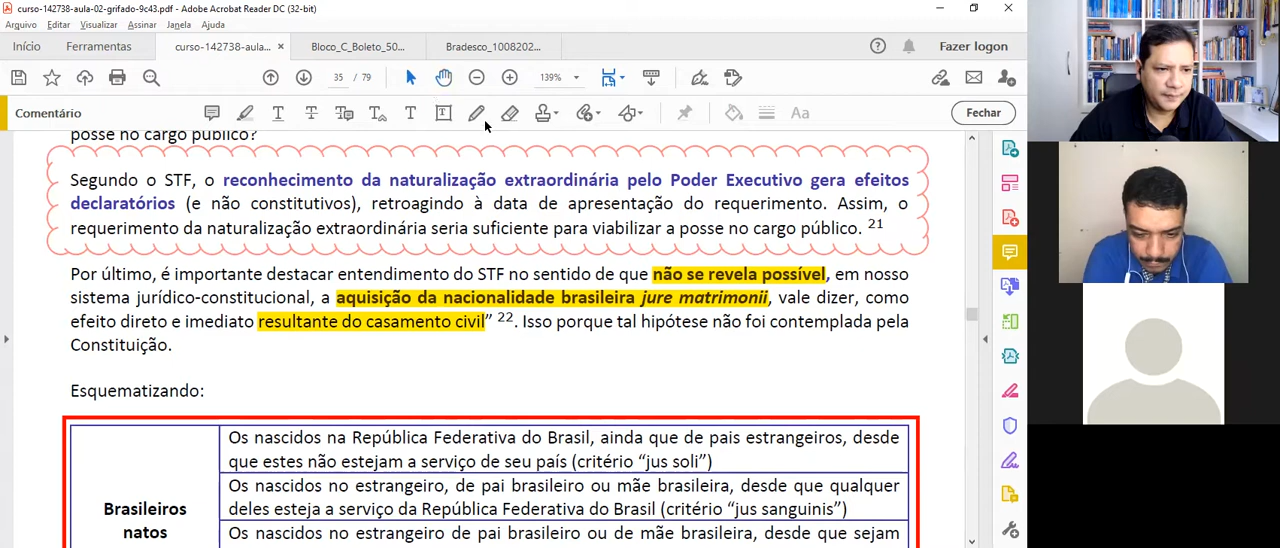 curso-142738-aula-02-grifado-9c43.pdf - Adobe Acrobat Reader DC (32-bit)
Arquivo Editar Visualizar Assinar Janela Ajuda
Início Ferramentas curso-142738-aula... × Bloco_C_Boleto_50... Bradesco_1008202... Fazer logon
35 / 79 139%
Comentário Fechar
posse no cargo público?
Segundo o STF, o reconhecimento da naturalização extraordinária pelo Poder Executivo gera efeitos
declaratórios (e não constitutivos), retroagindo à data de apresentação do requerimento. Assim, o
requerimento da naturalização extraordinária seria suficiente para viabilizar a posse no cargo público. 21
Por último, é importante destacar entendimento do STF no sentido de que não se revela possível, em nosso
sistema jurídico-constitucional, a aquisição da nacionalidade brasileira jure matrimonii, vale dizer, como
efeito direto e imediato resultante do casamento civil” 22. Isso porque tal hipótese não foi contemplada pela
Constituição.
Esquematizando:
Os nascidos na República Federativa do Brasil, ainda que de pais estrangeiros, desde
que estes não estejam a serviço de seu país (critério “jus soli”)
Os nascidos no estrangeiro, de pai brasileiro ou mãe brasileira, desde que qualquer
deles esteja a serviço da República Federativa do Brasil (critério “jus sanguinis”)
Brasileiros
natos
Os nascidos no estrangeiro de pai brasileiro ou de mãe brasileira, desde que sejam